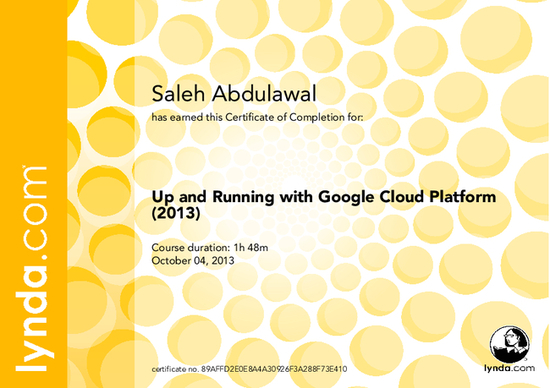 lynda.com
Saleh Abdulawal
has earned this Certificate of Completion for:
Up and Running with Google Cloud Platform
(2013)
Course duration: 1h 48m
October 04, 2013
certificate no. 89AFFD2E0E8A4A30926F3A288F73E410
lynda.com